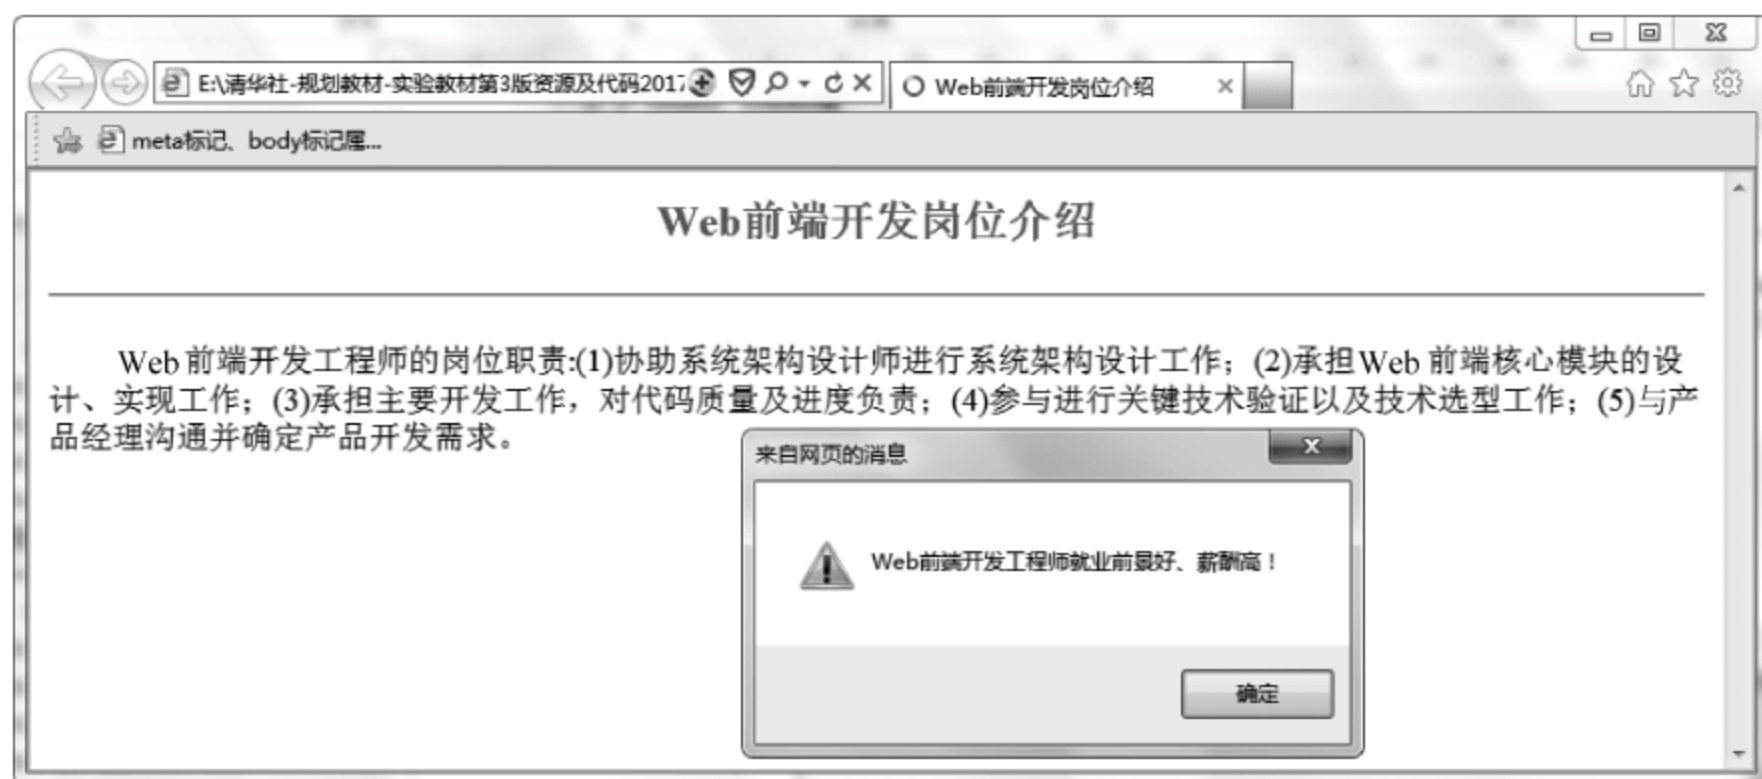 E:\清华社-规划教材-实验教材第3版资源及代码2017
Web前端开发岗位介绍
meta标记、body标记属...
Web前端开发岗位介绍
Web前端开发工程师的岗位职责:(1)协助系统架构设计师进行系统架构设计工作；(2)承担Web 前端核心模块的设
计、实现工作；(3)承担主要开发工作，对代码质量及进度负责；(4)参与进行关键技术验证以及技术选型工作；(5)与产
品经理沟通并确定产品开发需求。
来自网页的消息
Web前端开发工程师就业前景好、薪酬高！
确定